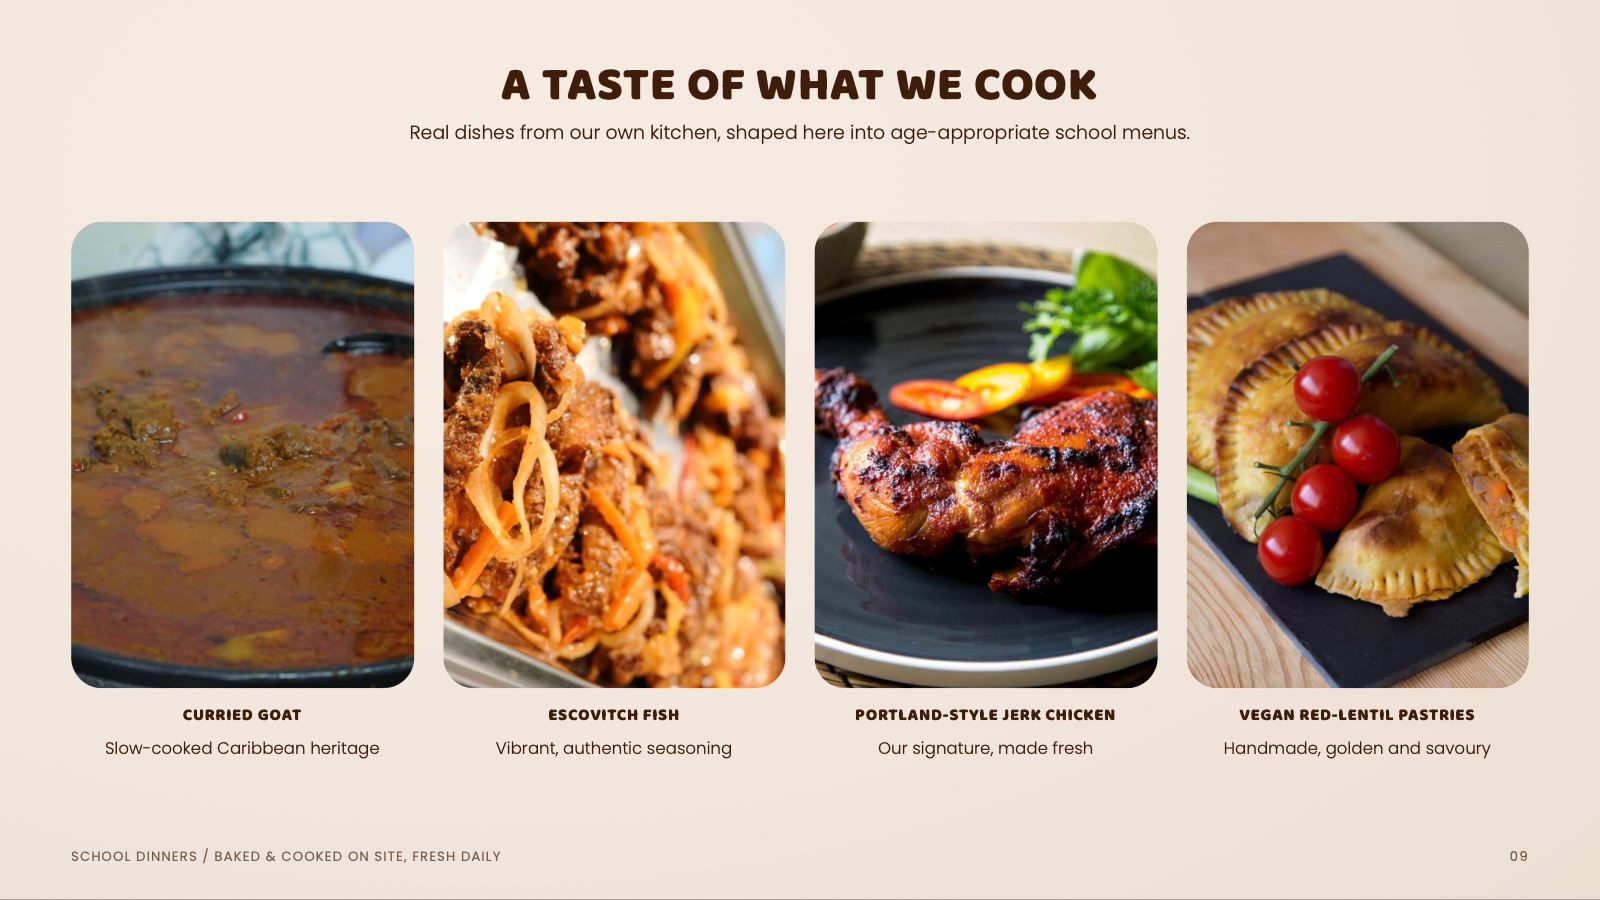 A TASTE OF WHAT WE COOK
Real dishes from our own kitchen, shaped here into age-appropriate school menus.
CURRIED GOAT
Slow-cooked Caribbean heritage
ESCOVITCH FISH
Vibrant, authentic seasoning
PORTLAND-STYLE JERK CHICKEN
Our signature, made fresh
VEGAN RED-LENTIL PASTRIES
Handmade, golden and savoury
SCHOOL DINNERS / BAKED & COOKED ON SITE, FRESH DAILY
09